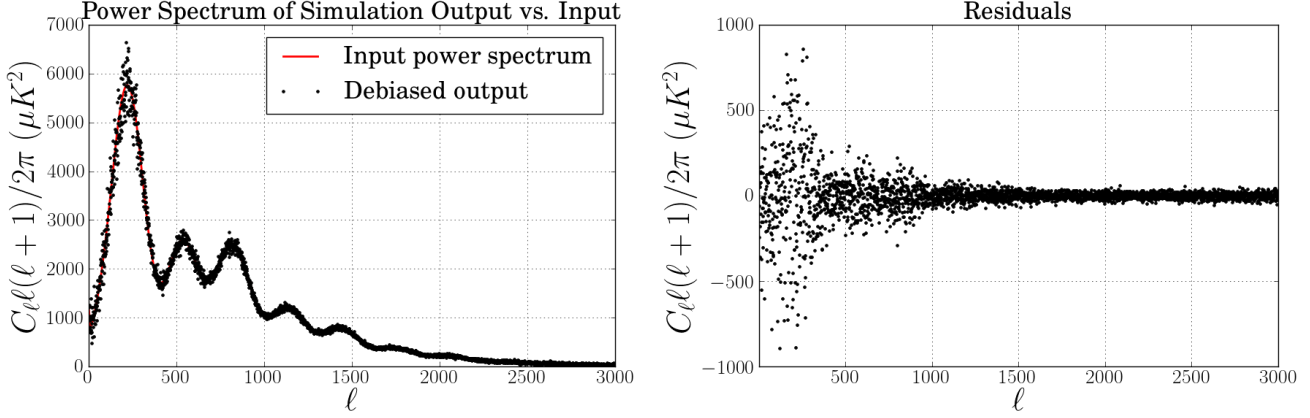 Power Spectrum of Simulation Output vs. Input
7000
6000
5000
4000
3000
2000
1000
0
Input power spectrum
Debiased output
C_ℓ ℓ(ℓ + 1)/2π (μK²)
0 500 1000 1500 2000 2500 3000
ℓ
Residuals
1000
500
0
−500
−1000
C_ℓ ℓ(ℓ + 1)/2π (μK²)
500 1000 1500 2000 2500 3000
ℓ